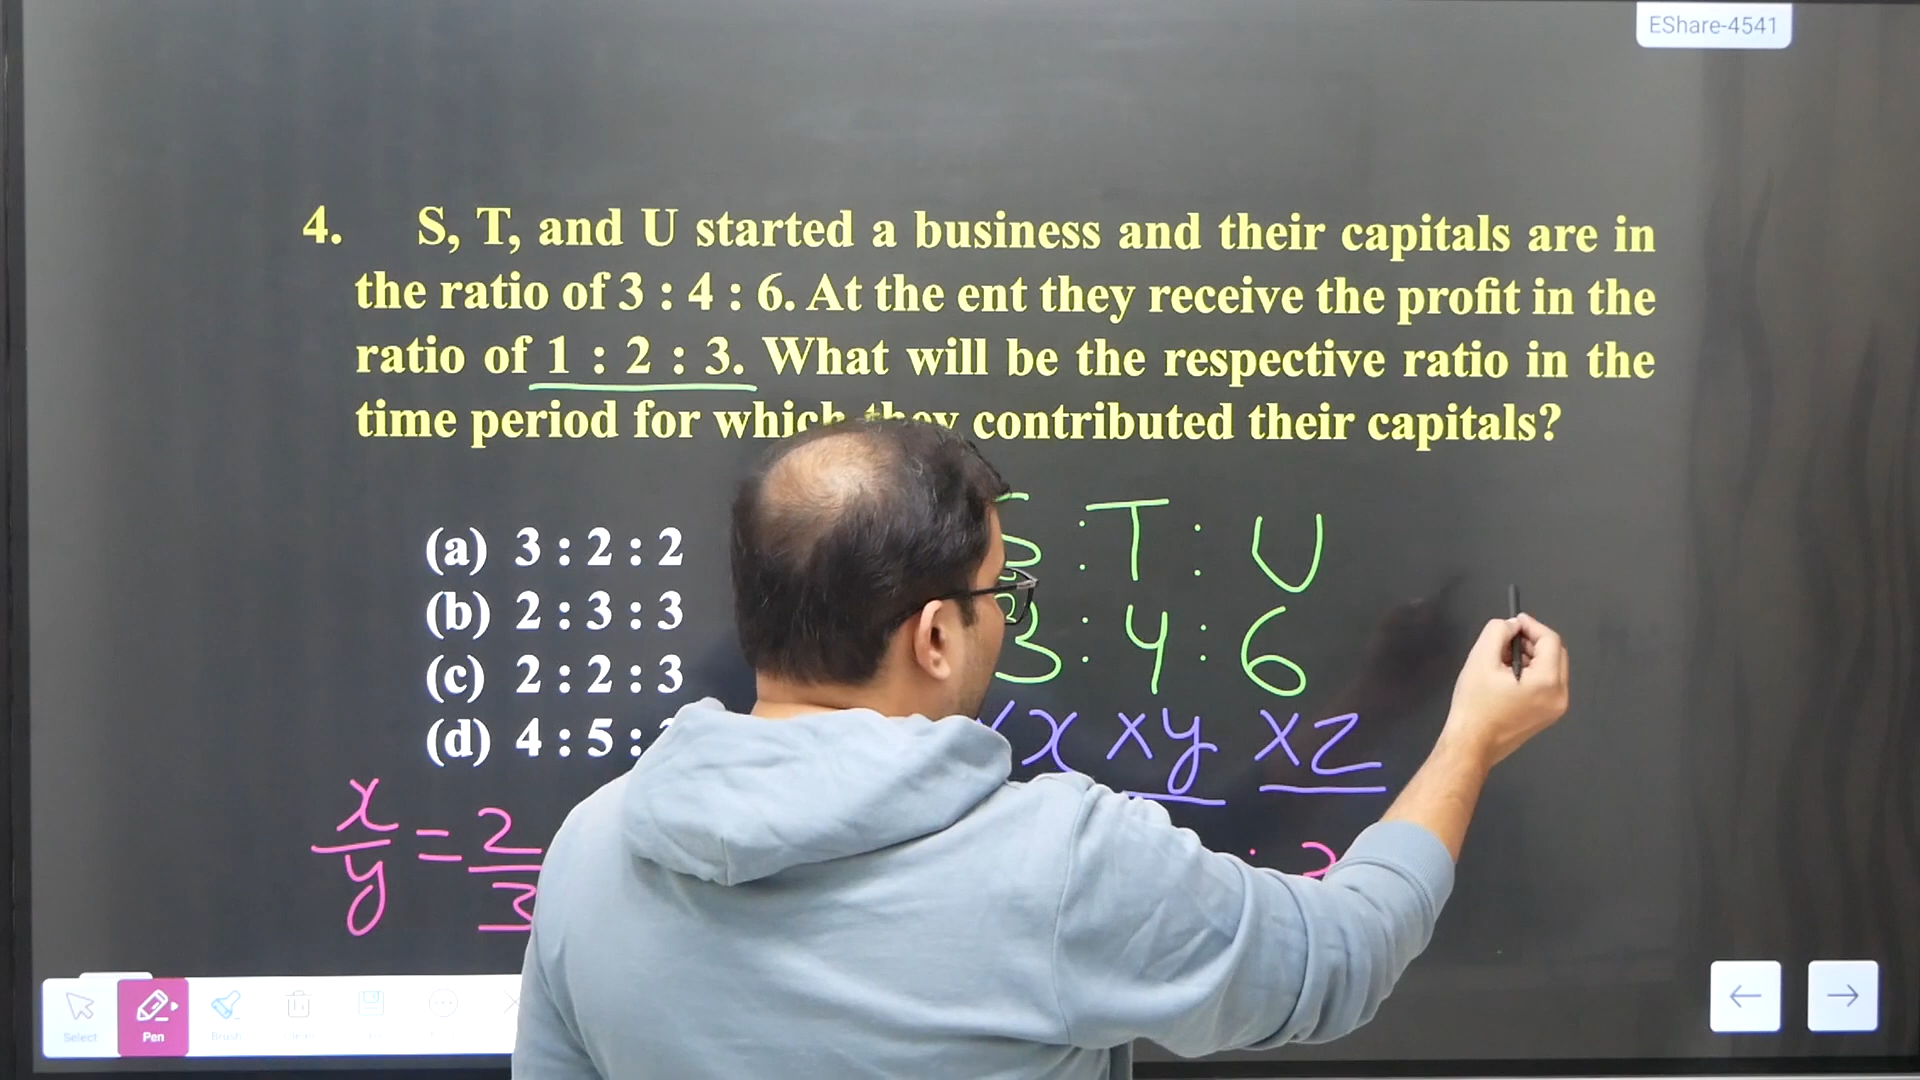 EShare-4541
4. S, T, and U started a business and their capitals are in
the ratio of 3 : 4 : 6. At the ent they receive the profit in the
ratio of 1 : 2 : 3. What will be the respective ratio in the
time period for which they contributed their capitals?
(a) 3 : 2 : 2
(b) 2 : 3 : 3
(c) 2 : 2 : 3
(d) 4 : 5 :
S : T : U
3 : 4 : 6
×x ×y ×z
x/y = 2/3
Select
Pen
Brush